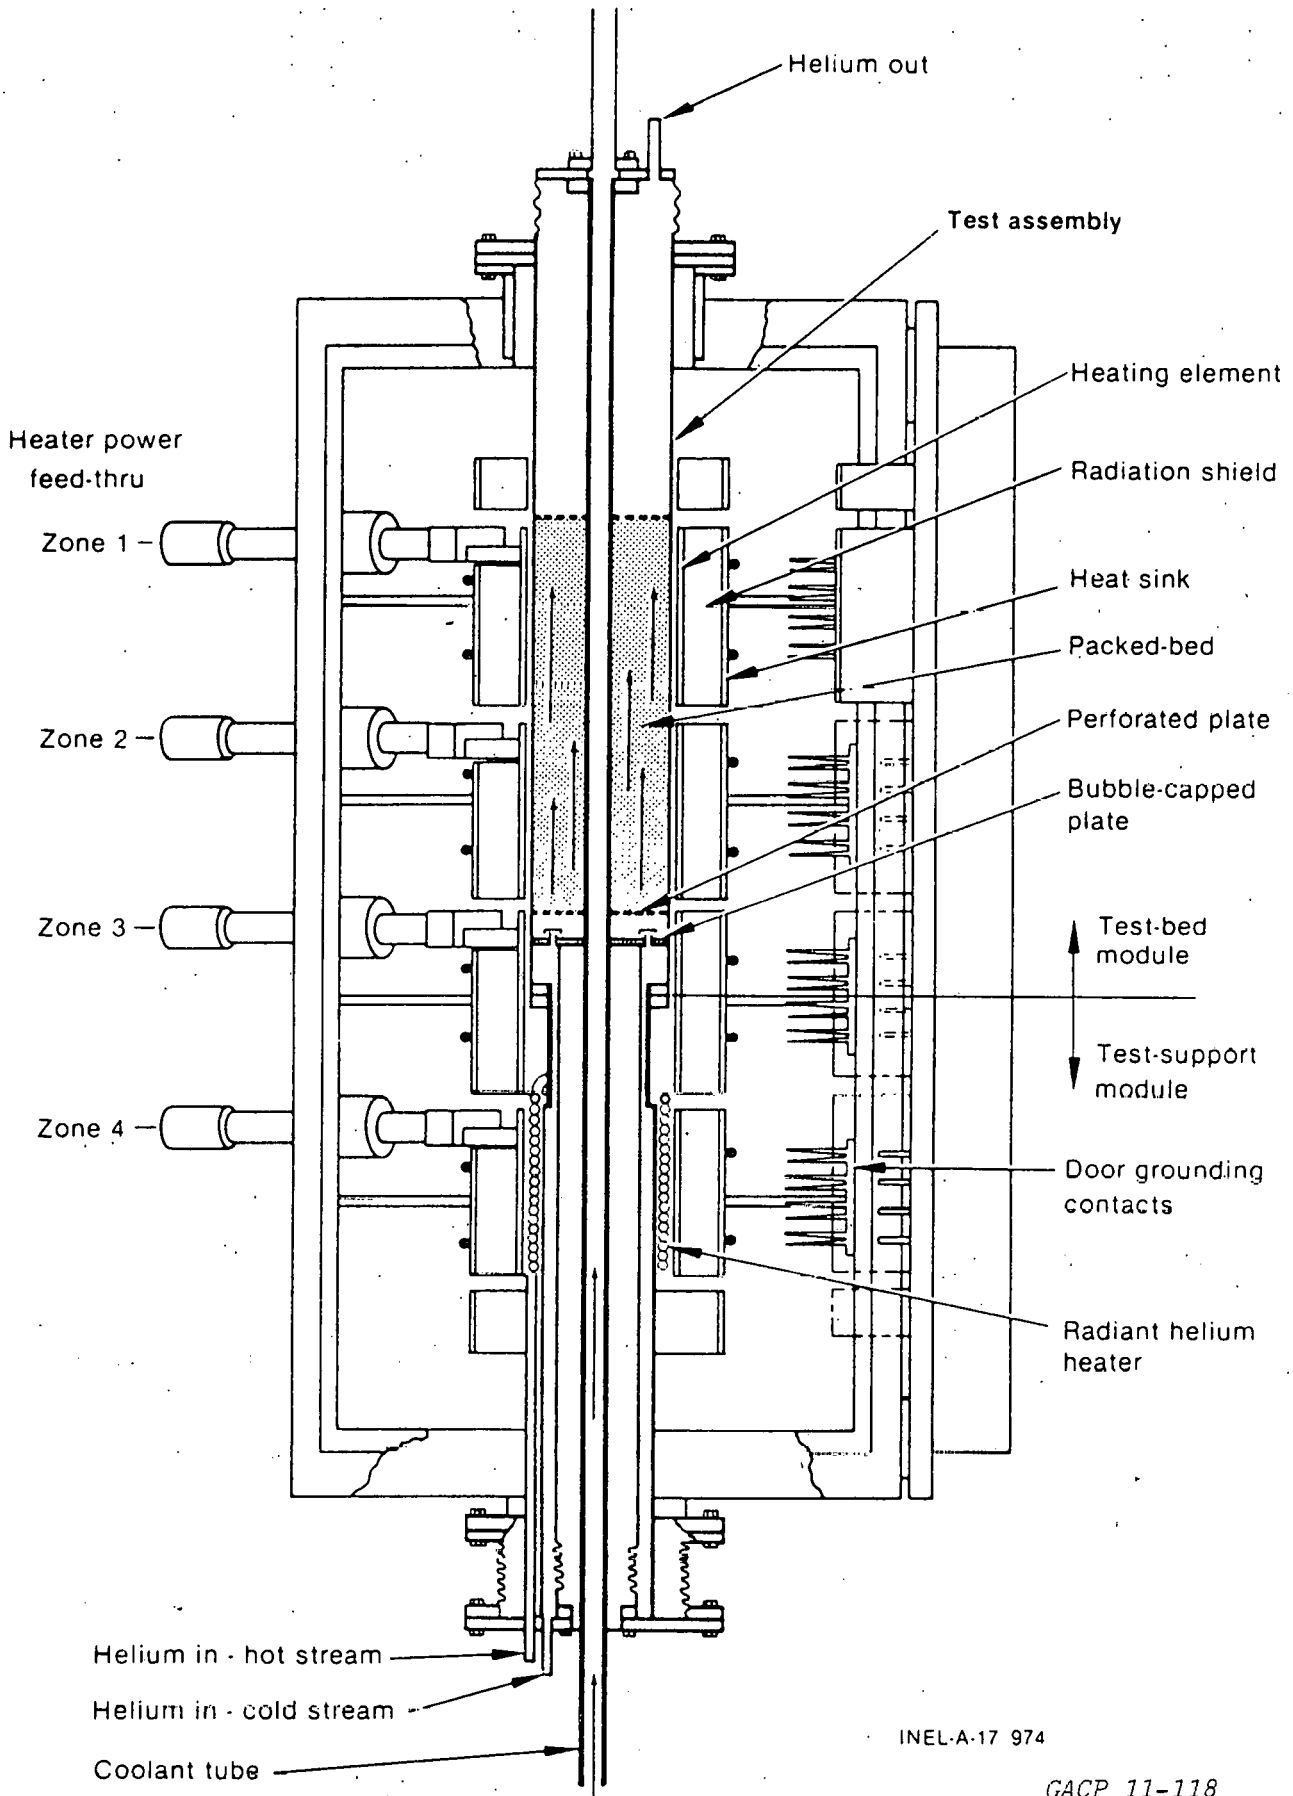 Helium out
Test assembly
Heating element
Heater power
feed-thru
Radiation shield
Zone 1
Heat sink
Packed-bed
Perforated plate
Zone 2
Bubble-capped
plate
Zone 3
Test-bed
module
Test-support
module
Zone 4
Door grounding
contacts
Radiant helium
heater
Helium in - hot stream
Helium in - cold stream
INEL-A-17 974
Coolant tube
GACP 11-118